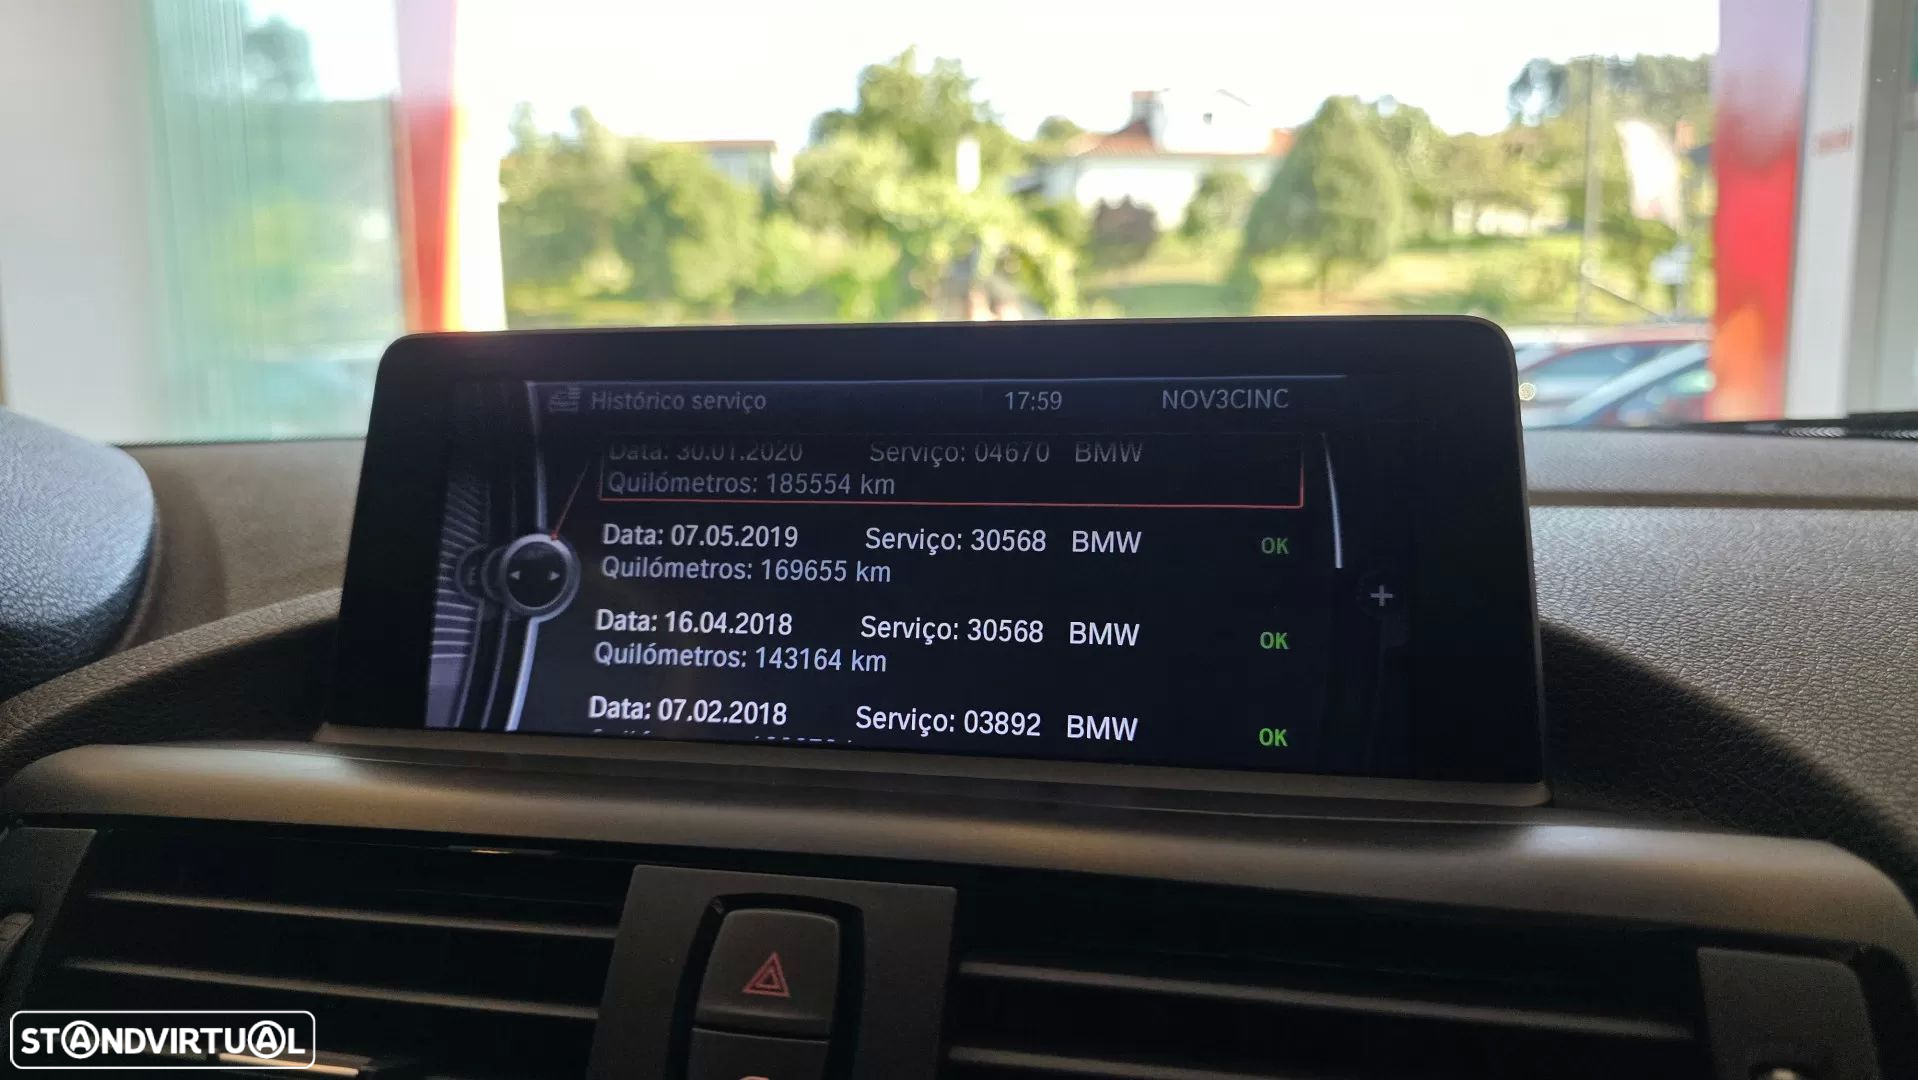 Histórico serviço 17:59 NOV3CINC
Data: 30.01.2020 Serviço: 04670 BMW
Quilómetros: 185554 km
Data: 07.05.2019 Serviço: 30568 BMW OK
Quilómetros: 169655 km
Data: 16.04.2018 Serviço: 30568 BMW OK
Quilómetros: 143164 km
Data: 07.02.2018 Serviço: 03892 BMW OK
STANDVIRTUAL